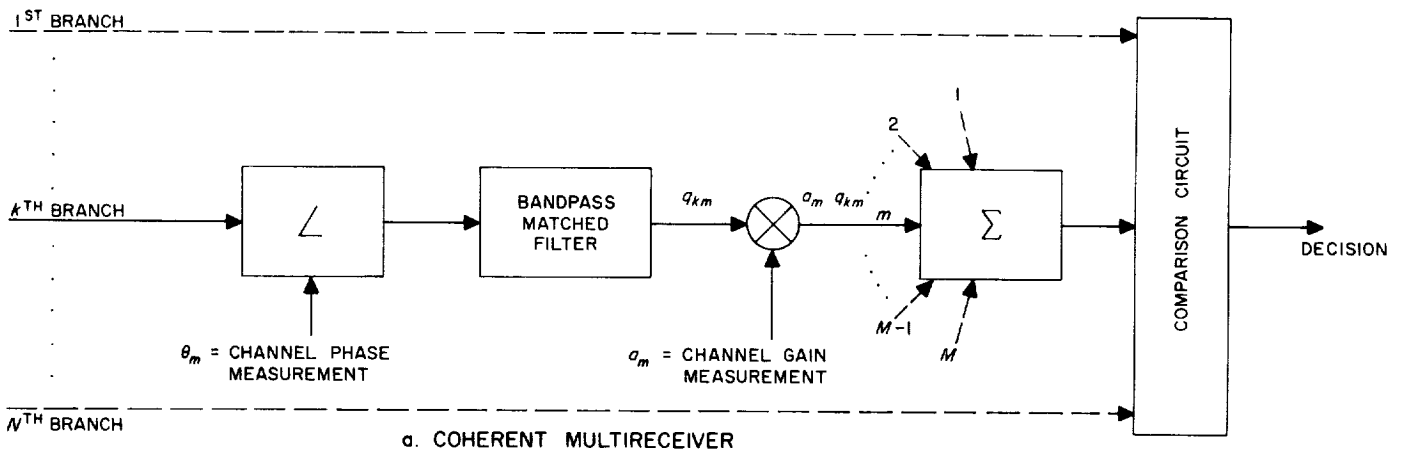 1ST BRANCH
KTH BRANCH
NTH BRANCH
∠
θm = CHANNEL PHASE
MEASUREMENT
BANDPASS
MATCHED
FILTER
qkm
am = CHANNEL GAIN
MEASUREMENT
am qkm
m
1
2
M-1
M
Σ
COMPARISON CIRCUIT
DECISION
a. COHERENT MULTIRECEIVER